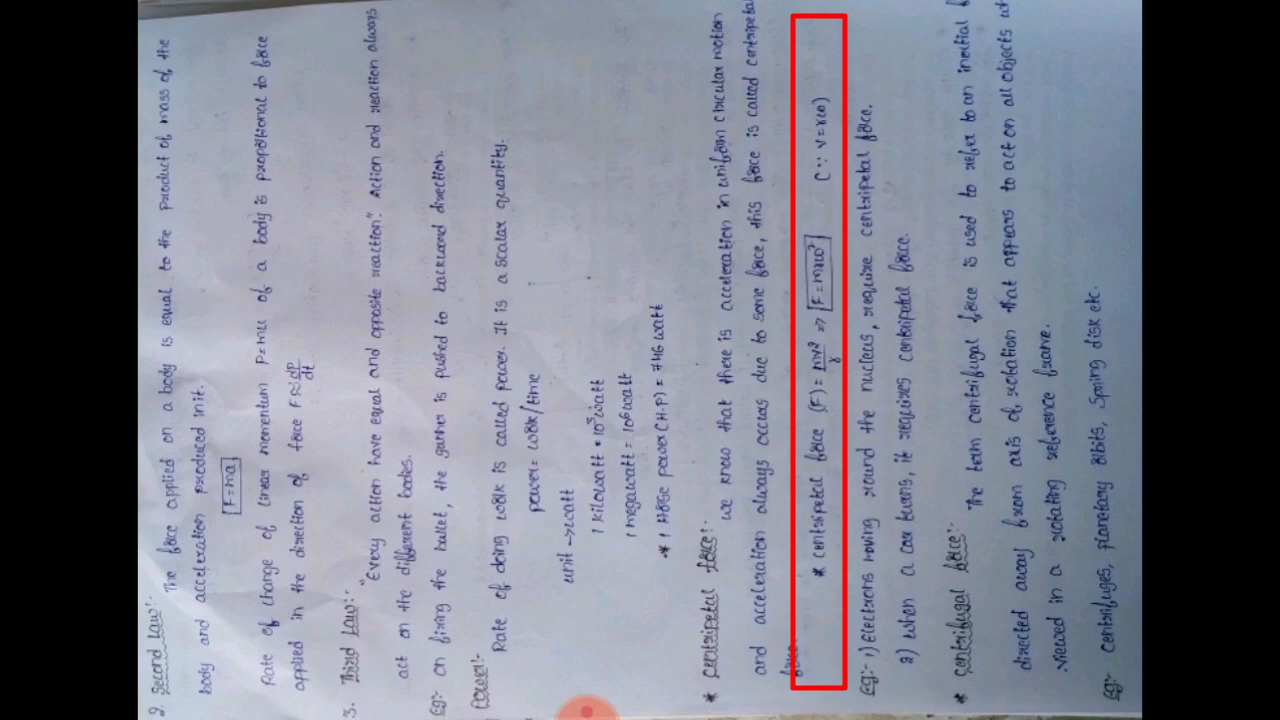 2. Second Law:-
The force applied on a body is equal to the product of mass of the
body and acceleration produced in it.
F=ma
Rate of change of linear momentum P=mu of a body is proportional to force
applied in the direction of force F∝dP/dt
3. Third Law:-
"Every action have equal and opposite reaction." Action and reaction always
act on the different bodies.
Eg:- on firing the bullet, the gunner is pushed to backward direction.
Power:-
Rate of doing work is called power. It is a scalar quantity.
power= work/time
unit → watt
1 kilowatt = 10³watt
1 megawatt = 10⁶watt
* 1 Horse power(H.P) = 746 watt
* Centripetal force:-
we know that there is acceleration in uniform circular motion
and acceleration always occurs due to some force, this force is called centripetal
force.
* centripetal force (F) = mv²/r ⇒ F=mrω² (∵ v=rω)
Eg:- 1) Electrons moving round the nucleus, require centripetal force.
2) when a car turns, it requires centripetal force.
* Centrifugal force:-
The term centrifugal force is used to refer to an inertial f
directed away from axis of rotation that appears to act on all objects wh
viewed in a rotating reference frame.
Eg:- Centrifuges, planetary orbits, Spning disk etc.